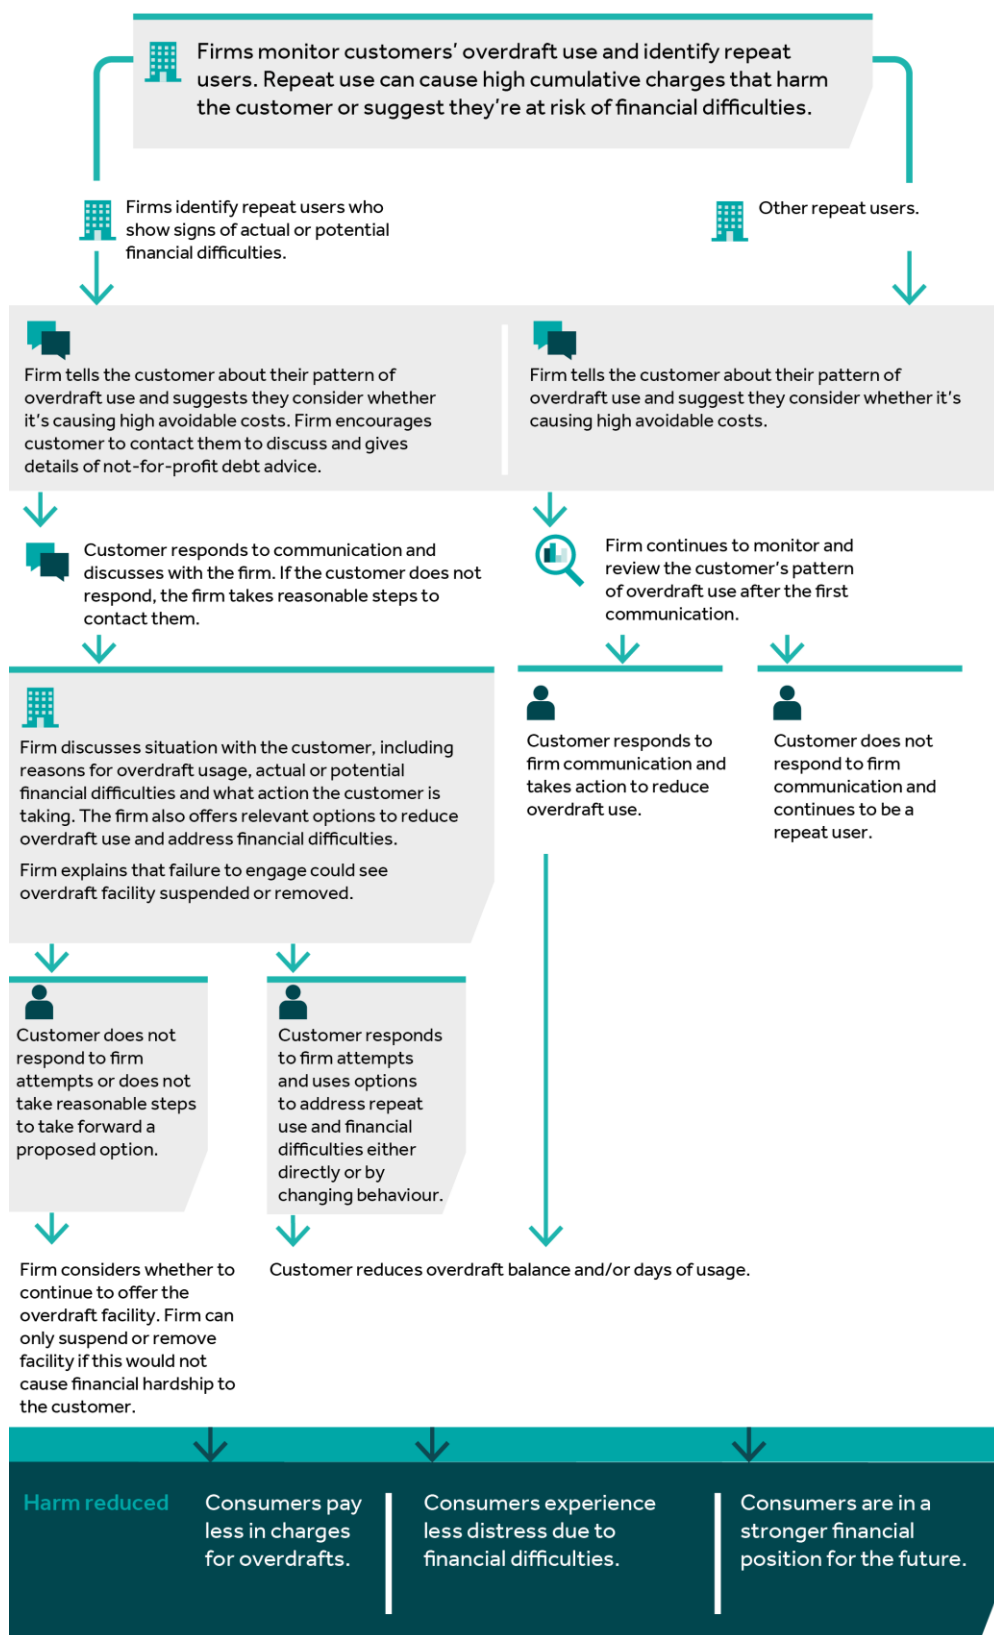 Firms monitor customers' overdraft use and identify repeat
users. Repeat use can cause high cumulative charges that harm
the customer or suggest they're at risk of financial difficulties.
Firms identify repeat users who
show signs of actual or potential
financial difficulties.
Other repeat users.
Firm tells the customer about their pattern of
overdraft use and suggests they consider whether
it's causing high avoidable costs. Firm encourages
customer to contact them to discuss and gives
details of not-for-profit debt advice.
Firm tells the customer about their pattern of
overdraft use and suggest they consider whether it's
causing high avoidable costs.
Customer responds to communication and
discusses with the firm. If the customer does not
respond, the firm takes reasonable steps to
contact them.
Firm continues to monitor and
review the customer's pattern
of overdraft use after the first
communication.
Firm discusses situation with the customer, including
reasons for overdraft usage, actual or potential
financial difficulties and what action the customer is
taking. The firm also offers relevant options to reduce
overdraft use and address financial difficulties.
Firm explains that failure to engage could see
overdraft facility suspended or removed.
Customer responds to
firm communication and
takes action to reduce
overdraft use.
Customer does not
respond to firm
communication and
continues to be a
repeat user.
Customer does not
respond to firm
attempts or does not
take reasonable steps
to take forward a
proposed option.
Customer responds
to firm attempts
and uses options
to address repeat
use and financial
difficulties either
directly or by
changing behaviour.
Firm considers whether to
continue to offer the
overdraft facility. Firm can
only suspend or remove
facility if this would not
cause financial hardship to
the customer.
Customer reduces overdraft balance and/or days of usage.
Harm reduced
Consumers pay
less in charges
for overdrafts.
Consumers experience
less distress due to
financial difficulties.
Consumers are in a
stronger financial
position for the future.